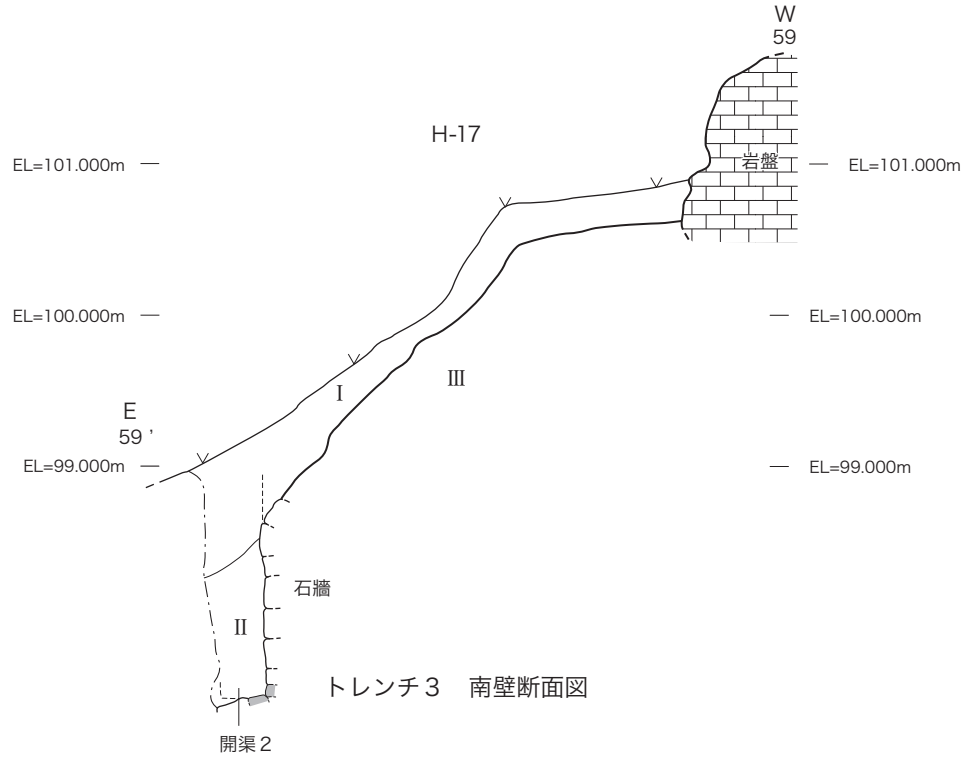 W
59
H-17
EL=101.000m
岩盤
EL=101.000m
EL=100.000m
EL=100.000m
Ⅲ
Ⅰ
E
59 '
EL=99.000m
EL=99.000m
石牆
Ⅱ
トレンチ３　南壁断面図
開渠２